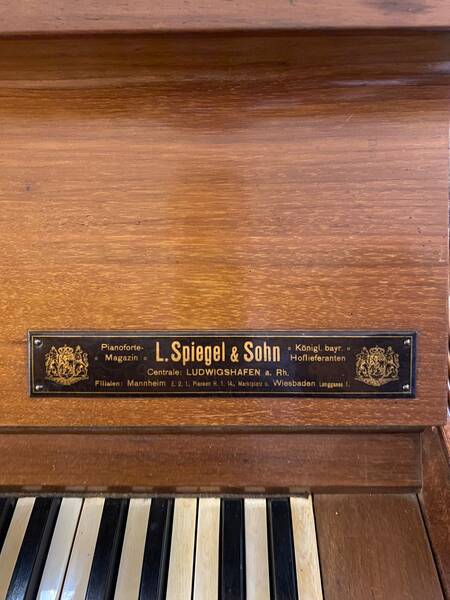 Pianoforte- Magazin L. Spiegel & Sohn Königl. bayr. Hoflieferanten
Centrale: LUDWIGSHAFEN a. Rh.
Filialen: Mannheim E. 2, 1., Planken H. 1. 14., Marktplatz u. Wiesbaden Langgasse 1.